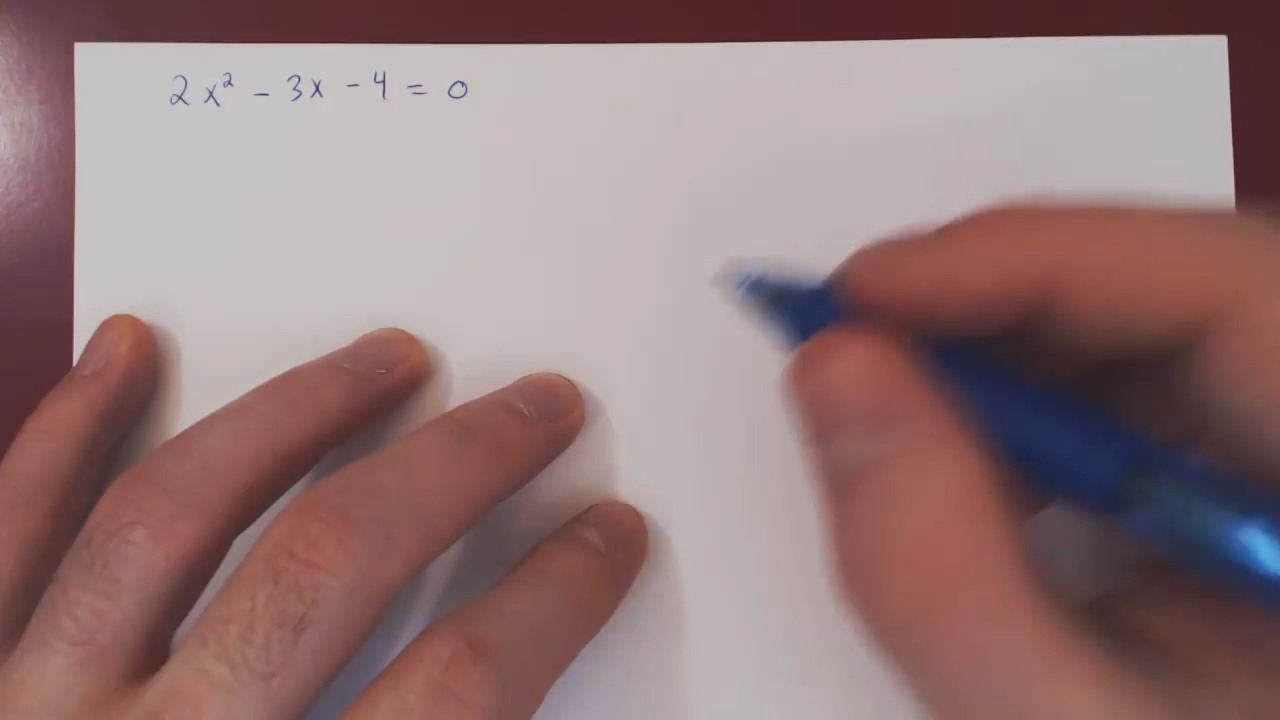 2x² - 3x - 4 = 0